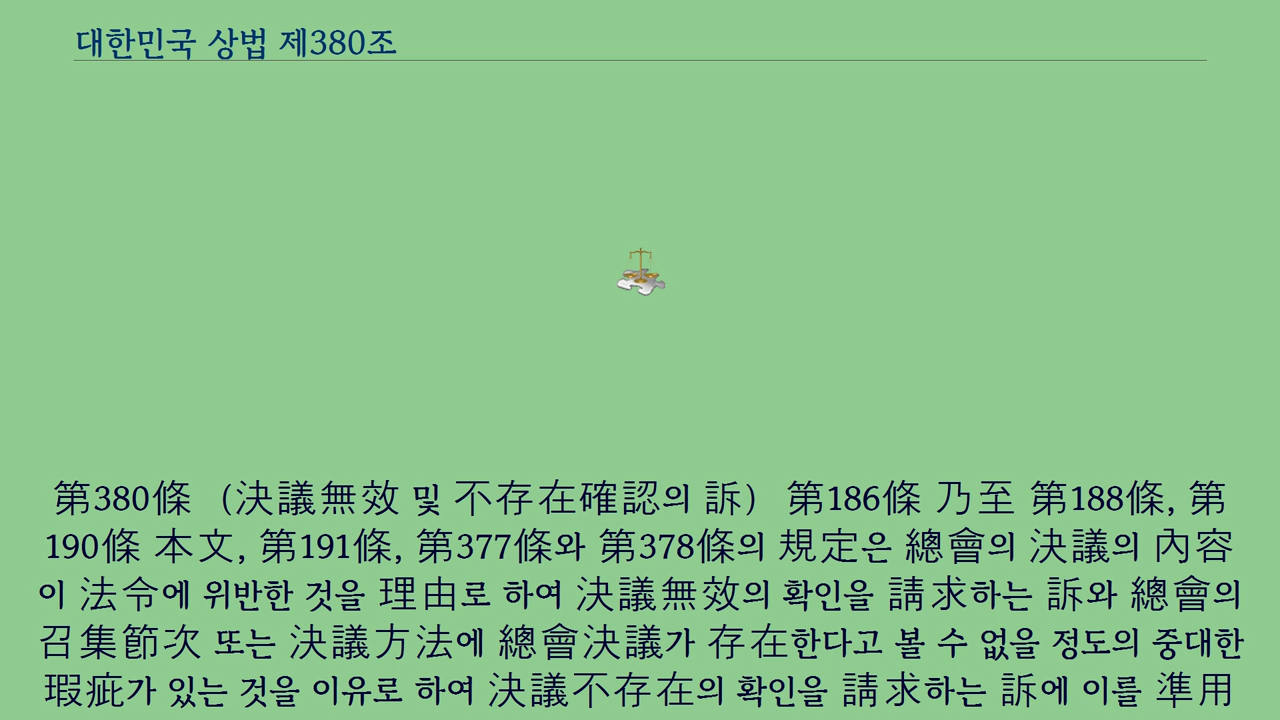 대한민국 상법 제380조
第380條 (決議無效 및 不存在確認의 訴) 第186條 乃至 第188條, 第
190條 本文, 第191條, 第377條와 第378條의 規定은 總會의 決議의 內容
이 法令에 위반한 것을 理由로 하여 決議無效의 확인을 請求하는 訴와 總會의
召集節次 또는 決議方法에 總會決議가 存在한다고 볼 수 없을 정도의 중대한
瑕疵가 있는 것을 이유로 하여 決議不存在의 확인을 請求하는 訴에 이를 準用